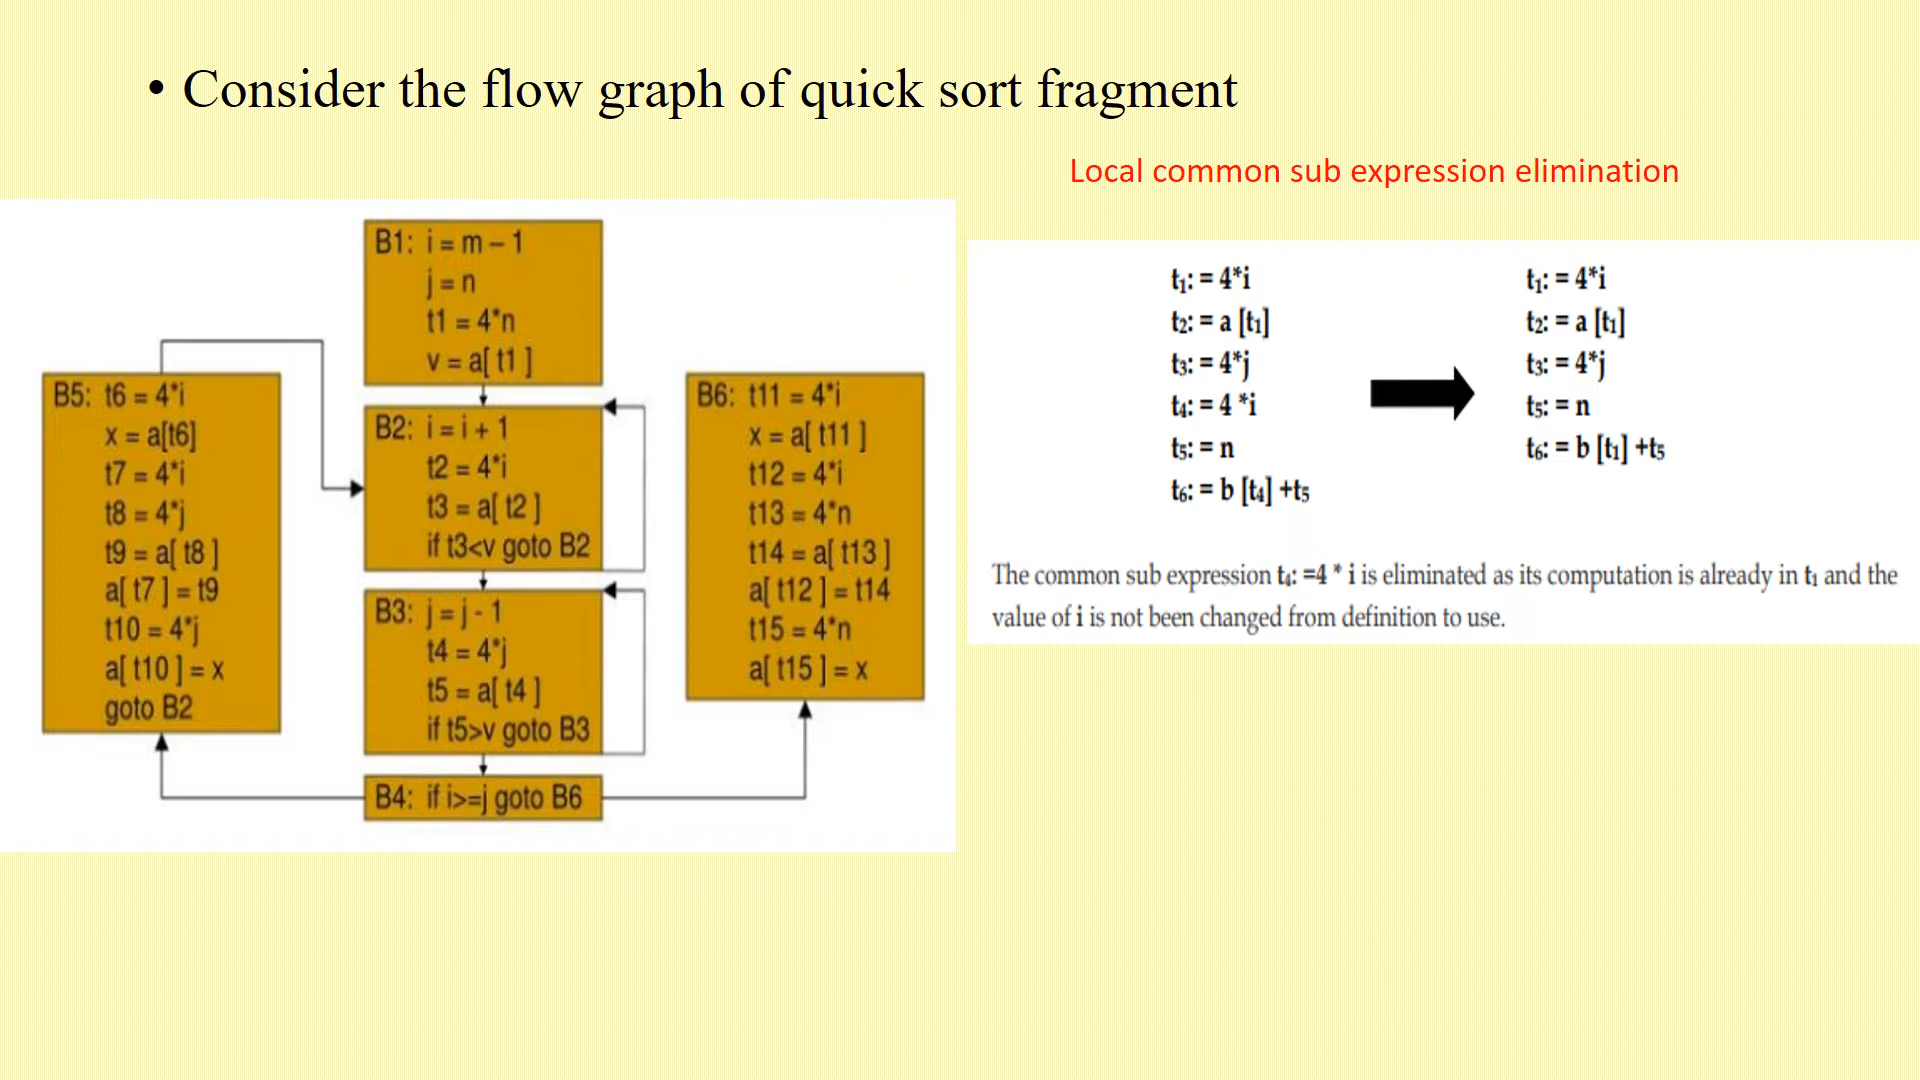 • Consider the flow graph of quick sort fragment
Local common sub expression elimination
B1: i = m – 1
j = n
t1 = 4*n
v = a[ t1 ]
B2: i = i + 1
t2 = 4*i
t3 = a[ t2 ]
if t3<v goto B2
B3: j = j - 1
t4 = 4*j
t5 = a[ t4 ]
if t5>v goto B3
B4: if i>=j goto B6
B5: t6 = 4*i
x = a[t6]
t7 = 4*i
t8 = 4*j
t9 = a[ t8 ]
a[ t7 ] = t9
t10 = 4*j
a[ t10 ] = x
goto B2
B6: t11 = 4*i
x = a[ t11 ]
t12 = 4*i
t13 = 4*n
t14 = a[ t13 ]
a[ t12 ] = t14
t15 = 4*n
a[ t15 ] = x
t₁: = 4*i
t₂: = a [t₁]
t₃: = 4*j
t₄: = 4 *i
t₅: = n
t₆: = b [t₄] +t₅
t₁: = 4*i
t₂: = a [t₁]
t₃: = 4*j
t₅: = n
t₆: = b [t₁] +t₅
The common sub expression t₄: =4 * i is eliminated as its computation is already in t₁ and the
value of i is not been changed from definition to use.